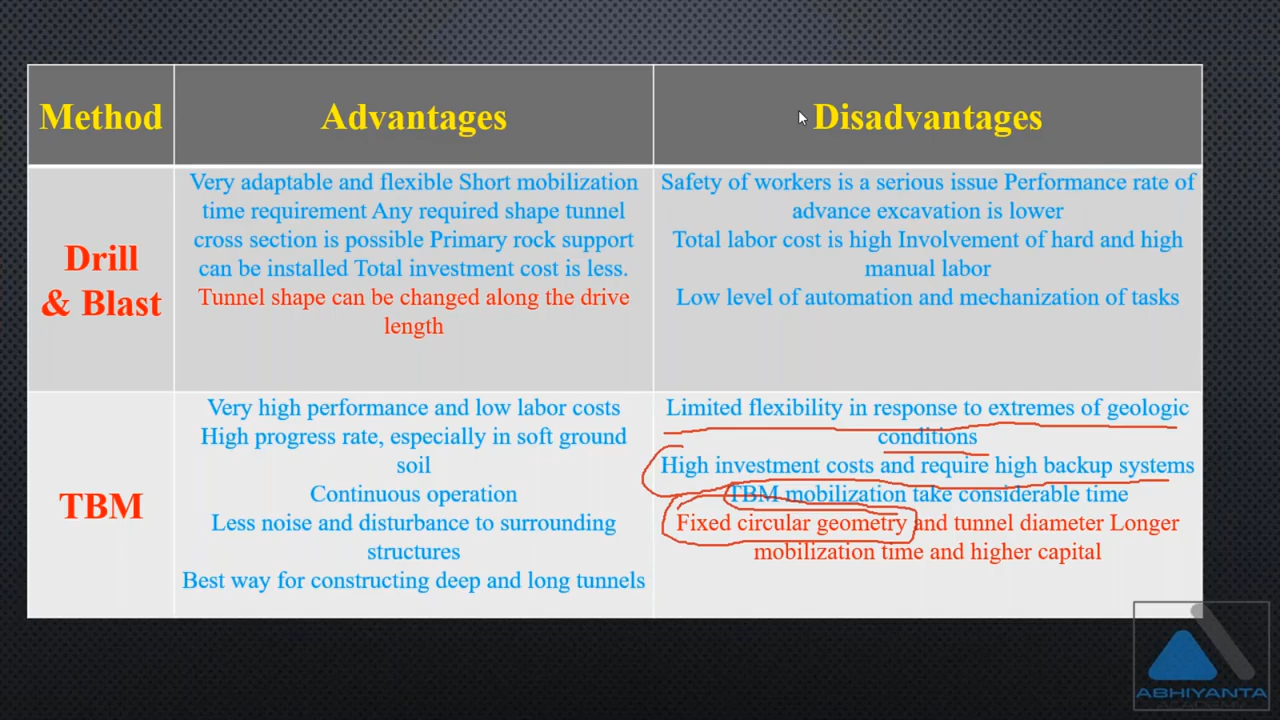 Method
Advantages
Disadvantages
Drill
& Blast
Very adaptable and flexible Short mobilization
time requirement Any required shape tunnel
cross section is possible Primary rock support
can be installed Total investment cost is less.
Tunnel shape can be changed along the drive
length
Safety of workers is a serious issue Performance rate of
advance excavation is lower
Total labor cost is high Involvement of hard and high
manual labor
Low level of automation and mechanization of tasks
TBM
Very high performance and low labor costs
High progress rate, especially in soft ground
soil
Continuous operation
Less noise and disturbance to surrounding
structures
Best way for constructing deep and long tunnels
Limited flexibility in response to extremes of geologic
conditions
High investment costs and require high backup systems
TBM mobilization take considerable time
Fixed circular geometry and tunnel diameter Longer
mobilization time and higher capital
ABHIYANTA
ACADEMY